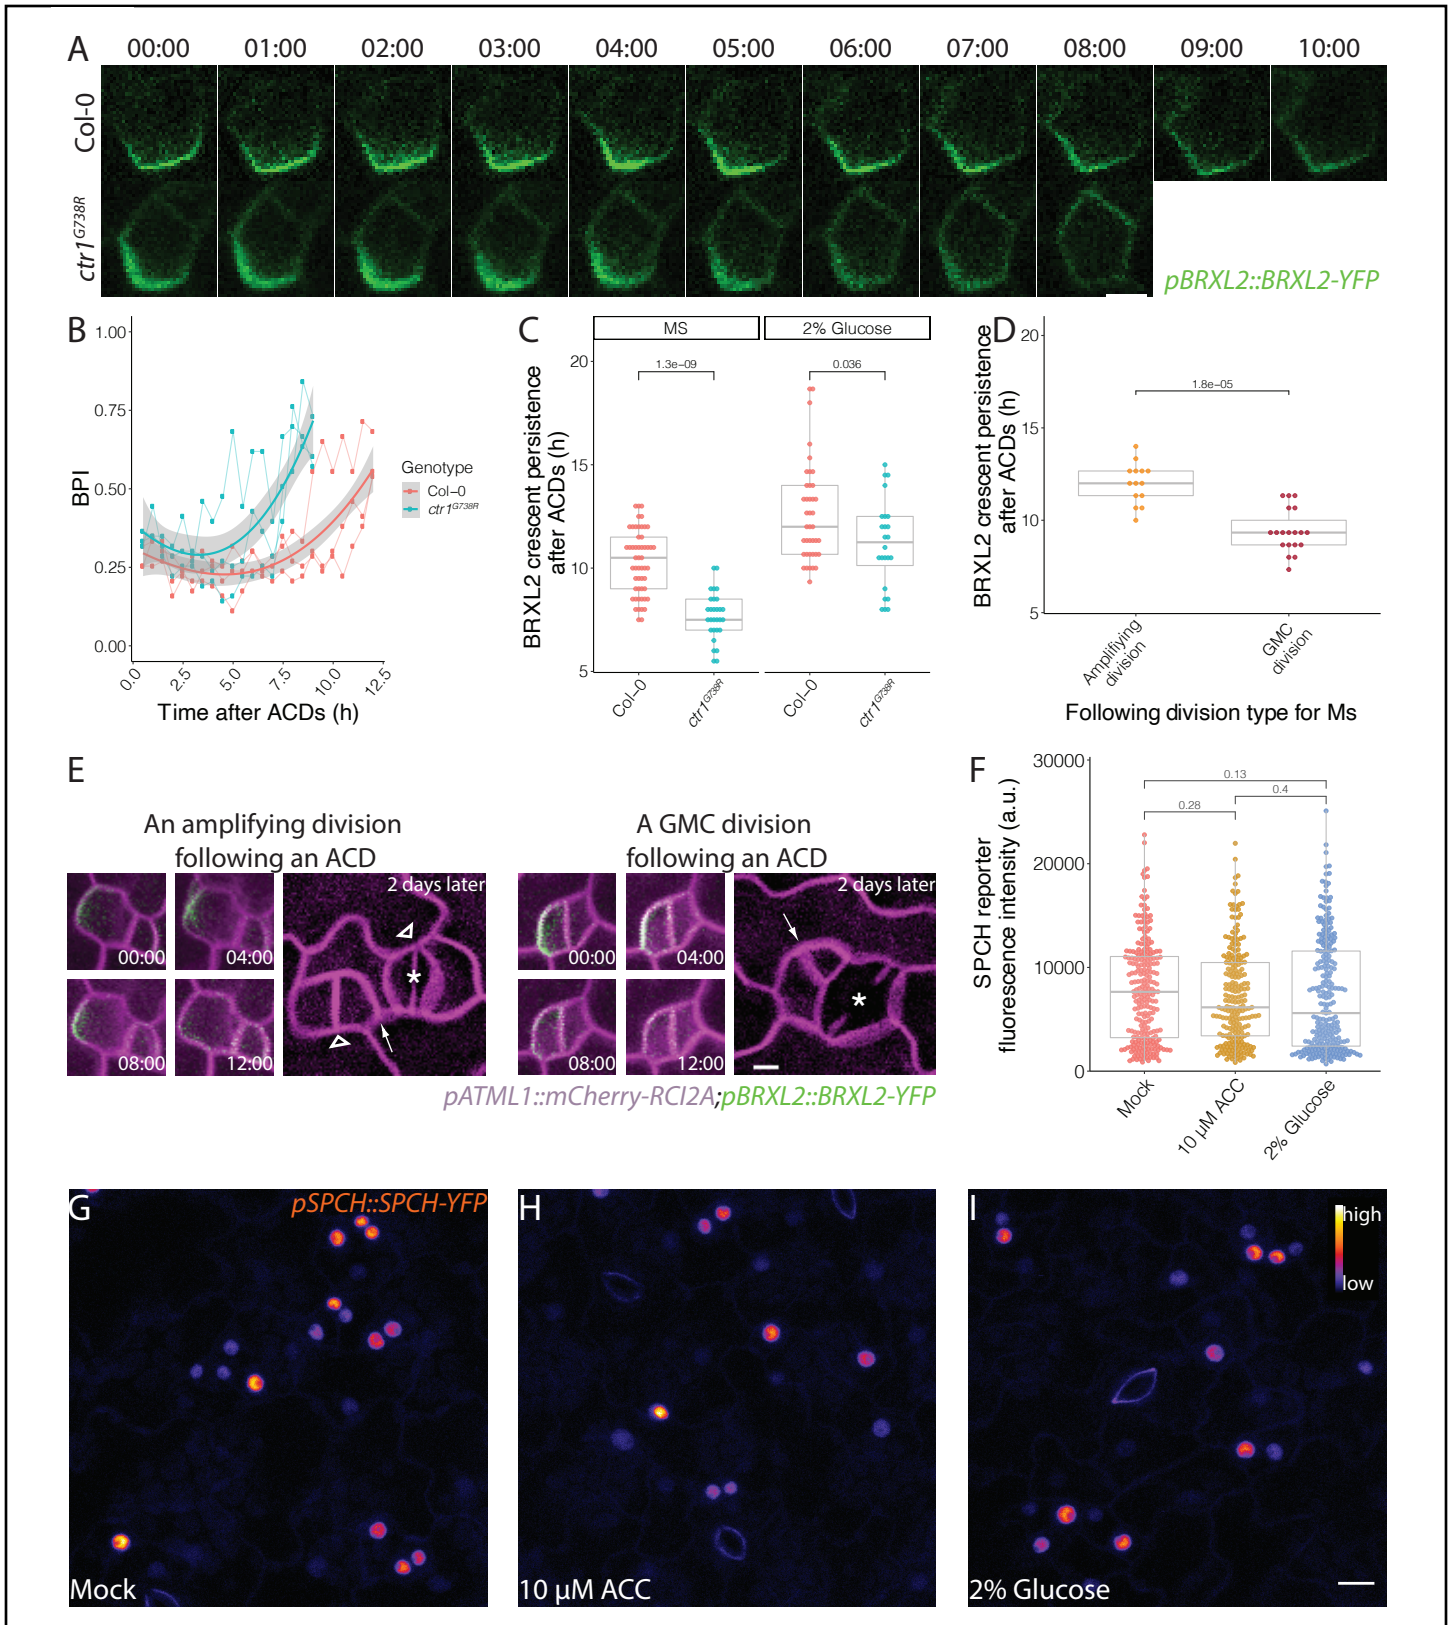 A
00:00 01:00 02:00 03:00 04:00 05:00 06:00 07:00 08:00 09:00 10:00
Col-0
ctr1G738R
pBRXL2::BRXL2-YFP
B
1.00
0.75
0.50
0.25
0.00
BPI
0.0 2.5 5.0 7.5 10.0 12.5
Time after ACDs (h)
Genotype
Col-0
ctr1G738R
C
MS 2% Glucose
1.3e-09 0.036
20
15
10
5
BRXL2 crescent persistence
after ACDs (h)
Col-0 ctr1G738R Col-0 ctr1G738R
D
20
15
10
5
BRXL2 crescent persistence
after ACDs (h)
1.8e-05
Amplifiying
division
GMC
division
Following division type for Ms
E
An amplifying division
following an ACD
00:00 04:00
08:00 12:00
2 days later
*
A GMC division
following an ACD
00:00 04:00
08:00 12:00
2 days later
*
pATML1::mCherry-RCI2A;pBRXL2::BRXL2-YFP
F
30000
20000
10000
0
SPCH reporter
fluorescence intensity (a.u.)
0.13
0.28 0.4
Mock 10 µM ACC 2% Glucose
G
pSPCH::SPCH-YFP
Mock
H
10 µM ACC
I
high
low
2% Glucose